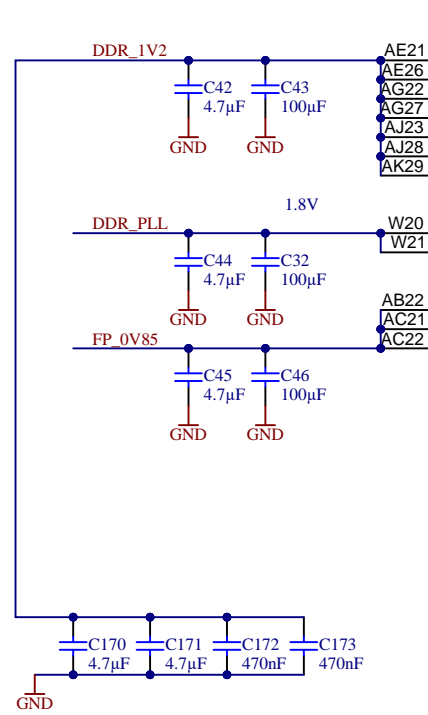 DDR_1V2
AE21
AE26
C42
C43
AG22
4.7µF
100µF
AG27
AJ23
GND
GND
AJ28
AK29
1.8V
DDR_PLL
W20
W21
C44
C32
4.7µF
100µF
AB22
GND
GND
AC21
FP_0V85
AC22
C45
C46
4.7µF
100µF
GND
GND
C170
C171
C172
C173
4.7µF
4.7µF
470nF
470nF
GND